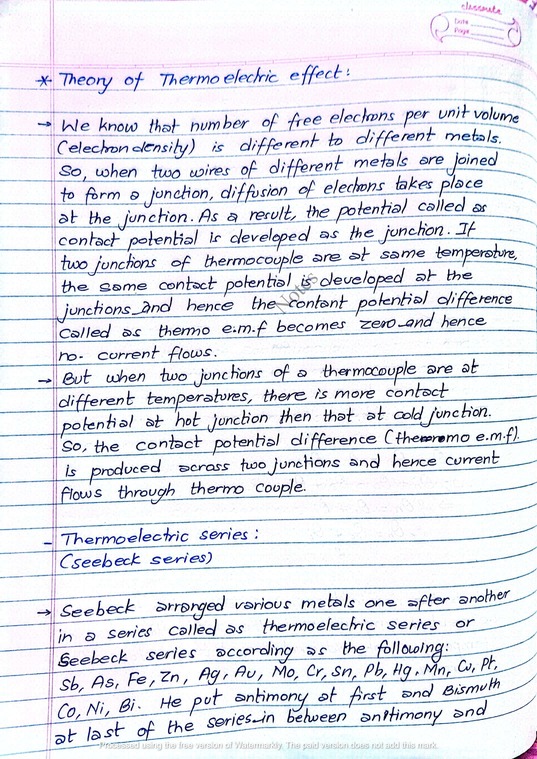 classmate
Date
Page
* Theory of Thermoelectric effect:
→ We know that number of free elechons per unit volume
(elechron density) is different to different metals.
So, when two wires of different metals are joined
to form a junction, diffusion of elechons takes place
at the junction. As a result, the potential called as
contact potential is developed as the junction. If
two junctions of thermocouple are at same temperature,
the same contact potential is developed at the
junctions and hence the contant potential difference
called as thermo e.m.f becomes zero and hence
no. current flows.
→ But when two junctions of a thermocouple are at
different temperatures, there is more contact
potential at hot junction then that at cold junction.
So, the contact potential difference (thermo e.m.f).
is produced across two junctions and hence current
flows through thermo couple.
- Thermoelectric series:
(seebeck series)
→ Seebeck arranged various metals one after another
in a series called as thermoelectric series or
Seebeck series according as the following:
Sb, As, Fe, Zn, Ag, Au, Mo, Cr, Sn, Pb, Hg, Mn, Cu, Pt,
Co, Ni, Bi. He put antimony at first and Bismuth
at last of the series in between antimony and
Notes
Processed using the free version of Watermarkly. The paid version does not add this mark.